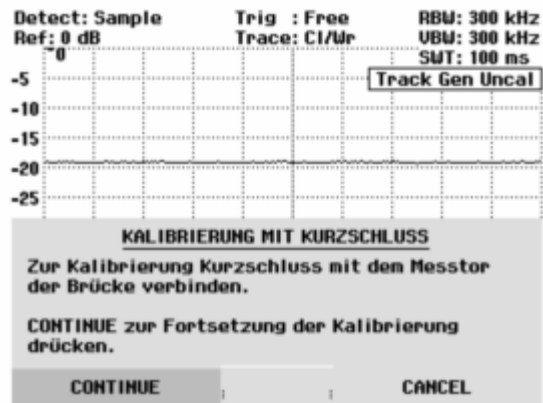 Detect: Sample Trig : Free RBW: 300 kHz
Ref: 0 dB Trace: Cl/Wr VBW: 300 kHz
0 SWT: 100 ms
-5 Track Gen Uncal
-10
-15
-20
-25
KALIBRIERUNG MIT KURZSCHLUSS
Zur Kalibrierung Kurzschluss mit dem Messtor
der Brücke verbinden.
CONTINUE zur Fortsetzung der Kalibrierung
drücken.
CONTINUE CANCEL